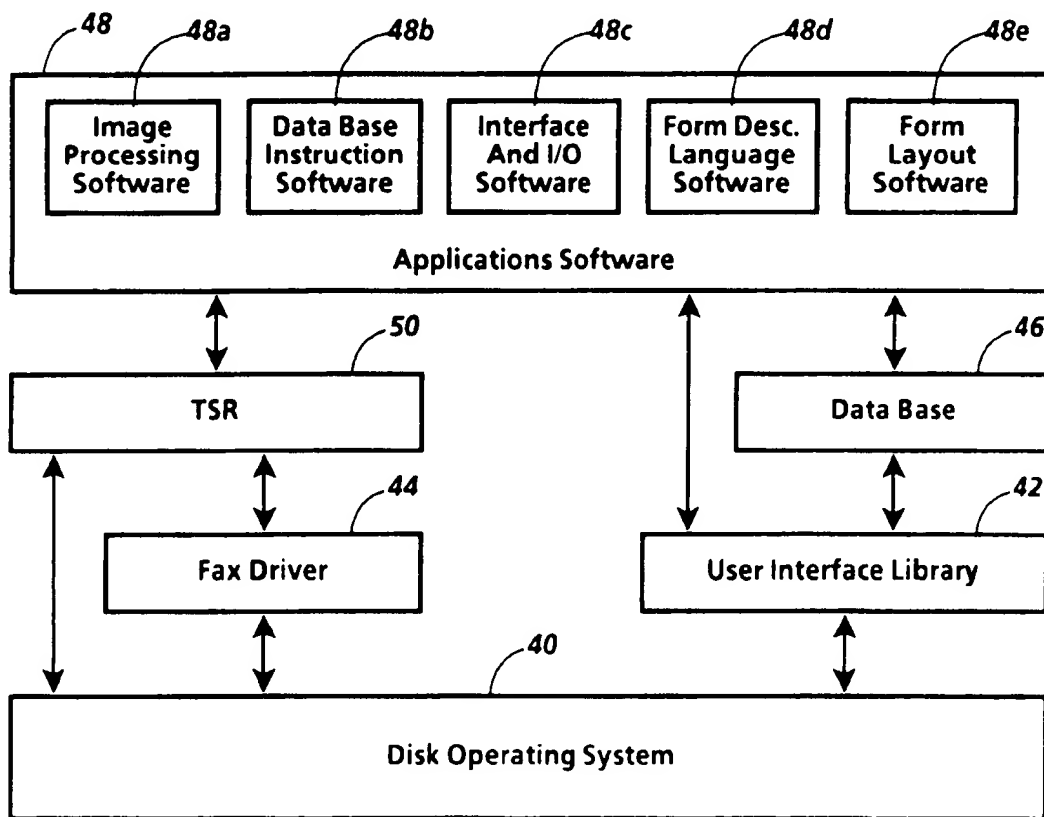 48
48a
48b
48c
48d
48e
Image
Processing
Software
Data Base
Instruction
Software
Interface
And I/O
Software
Form Desc.
Language
Software
Form
Layout
Software
Applications Software
50
46
TSR
Data Base
44
42
Fax Driver
User Interface Library
40
Disk Operating System